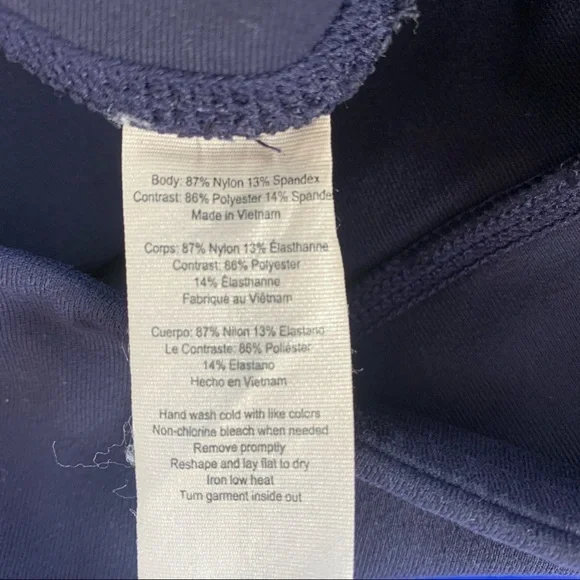 Body: 87% Nylon 13% Spandex
Contrast: 86% Polyester 14% Spande
Made in Vietnam
Corps: 87% Nylon 13% Élasthanne
Contrast: 86% Polyester
14% Élasthanne
Fabriqué au Viêtnam
Cuerpo: 87% Nilon 13% Elastano
Le Contraste: 86% Poliéster
14% Elastano
Hecho en Vietnam
Hand wash cold with like colors
Non-chlorine bleach when needed
Remove promptly
Reshape and lay flat to dry
Iron low heat
Turn garment inside out